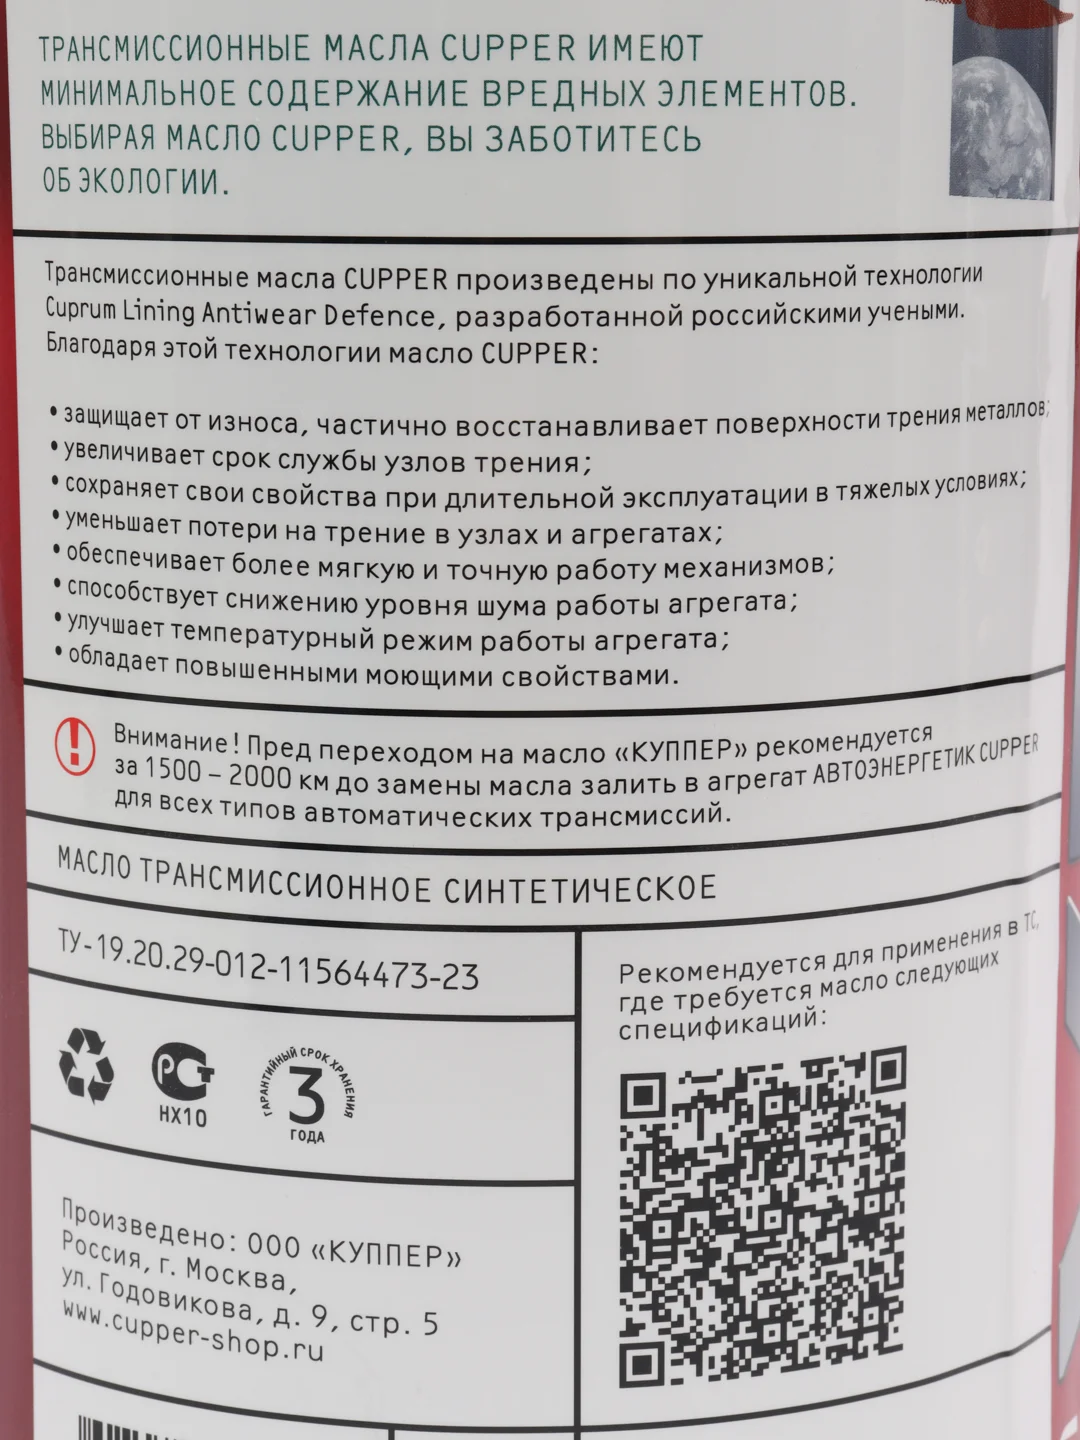 ТРАНСМИССИОННЫЕ МАСЛА CUPPER ИМЕЮТ
МИНИМАЛЬНОЕ СОДЕРЖАНИЕ ВРЕДНЫХ ЭЛЕМЕНТОВ.
ВЫБИРАЯ МАСЛО CUPPER, ВЫ ЗАБОТИТЕСЬ
ОБ ЭКОЛОГИИ.
Трансмиссионные масла CUPPER произведены по уникальной технологии
Cuprum Lining Antiwear Defence, разработанной российскими учеными.
Благодаря этой технологии масло CUPPER:
• защищает от износа, частично восстанавливает поверхности трения металлов;
• увеличивает срок службы узлов трения;
• сохраняет свои свойства при длительной эксплуатации в тяжелых условиях;
• уменьшает потери на трение в узлах и агрегатах;
• обеспечивает более мягкую и точную работу механизмов;
• способствует снижению уровня шума работы агрегата;
• улучшает температурный режим работы агрегата;
• обладает повышенными моющими свойствами.
Внимание! Пред переходом на масло «КУППЕР» рекомендуется
за 1500 – 2000 км до замены масла залить в агрегат АВТОЭНЕРГЕТИК CUPPER
для всех типов автоматических трансмиссий.
МАСЛО ТРАНСМИССИОННОЕ СИНТЕТИЧЕСКОЕ
ТУ-19.20.29-012-11564473-23
Рекомендуется для применения в ТС,
где требуется масло следующих
спецификаций:
РСТ
НХ10
ГАРАНТИЙНЫЙ СРОК ХРАНЕНИЯ
3
ГОДА
Произведено: ООО «КУППЕР»
Россия, г. Москва,
ул. Годовикова, д. 9, стр. 5
www.cupper-shop.ru